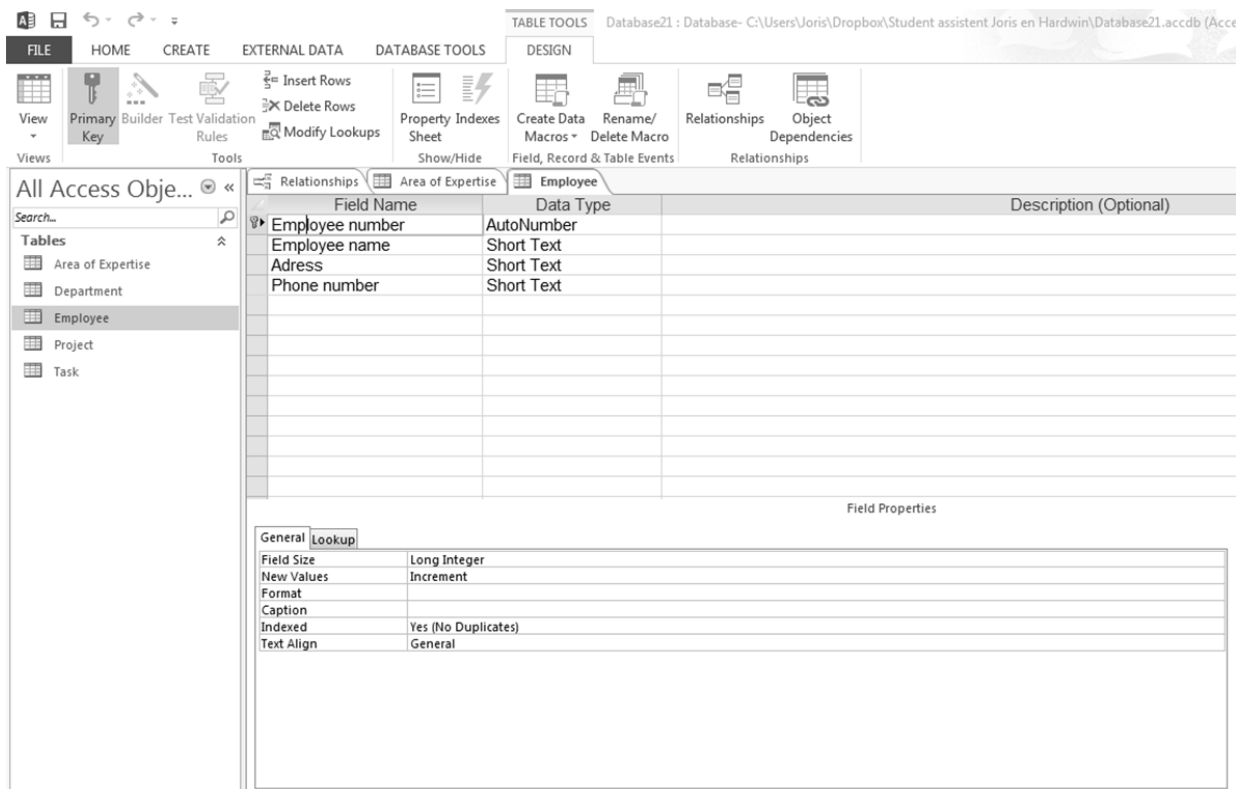 TABLE TOOLS Database21 : Database- C:\Users\Joris\Dropbox\Student assistent Joris en Hardwin\Database21.accdb (Acce
FILE HOME CREATE EXTERNAL DATA DATABASE TOOLS DESIGN
View
Primary Key
Builder
Test Validation Rules
Insert Rows
Delete Rows
Modify Lookups
Property Sheet
Indexes
Create Data Macros
Rename/ Delete Macro
Relationships
Object Dependencies
Views Tools Show/Hide Field, Record & Table Events Relationships
All Access Obje...
Search...
Tables
Area of Expertise
Department
Employee
Project
Task
Relationships Area of Expertise Employee
Field Name Data Type Description (Optional)
Employee number AutoNumber
Employee name Short Text
Adress Short Text
Phone number Short Text
Field Properties
General Lookup
Field Size Long Integer
New Values Increment
Format
Caption
Indexed Yes (No Duplicates)
Text Align General